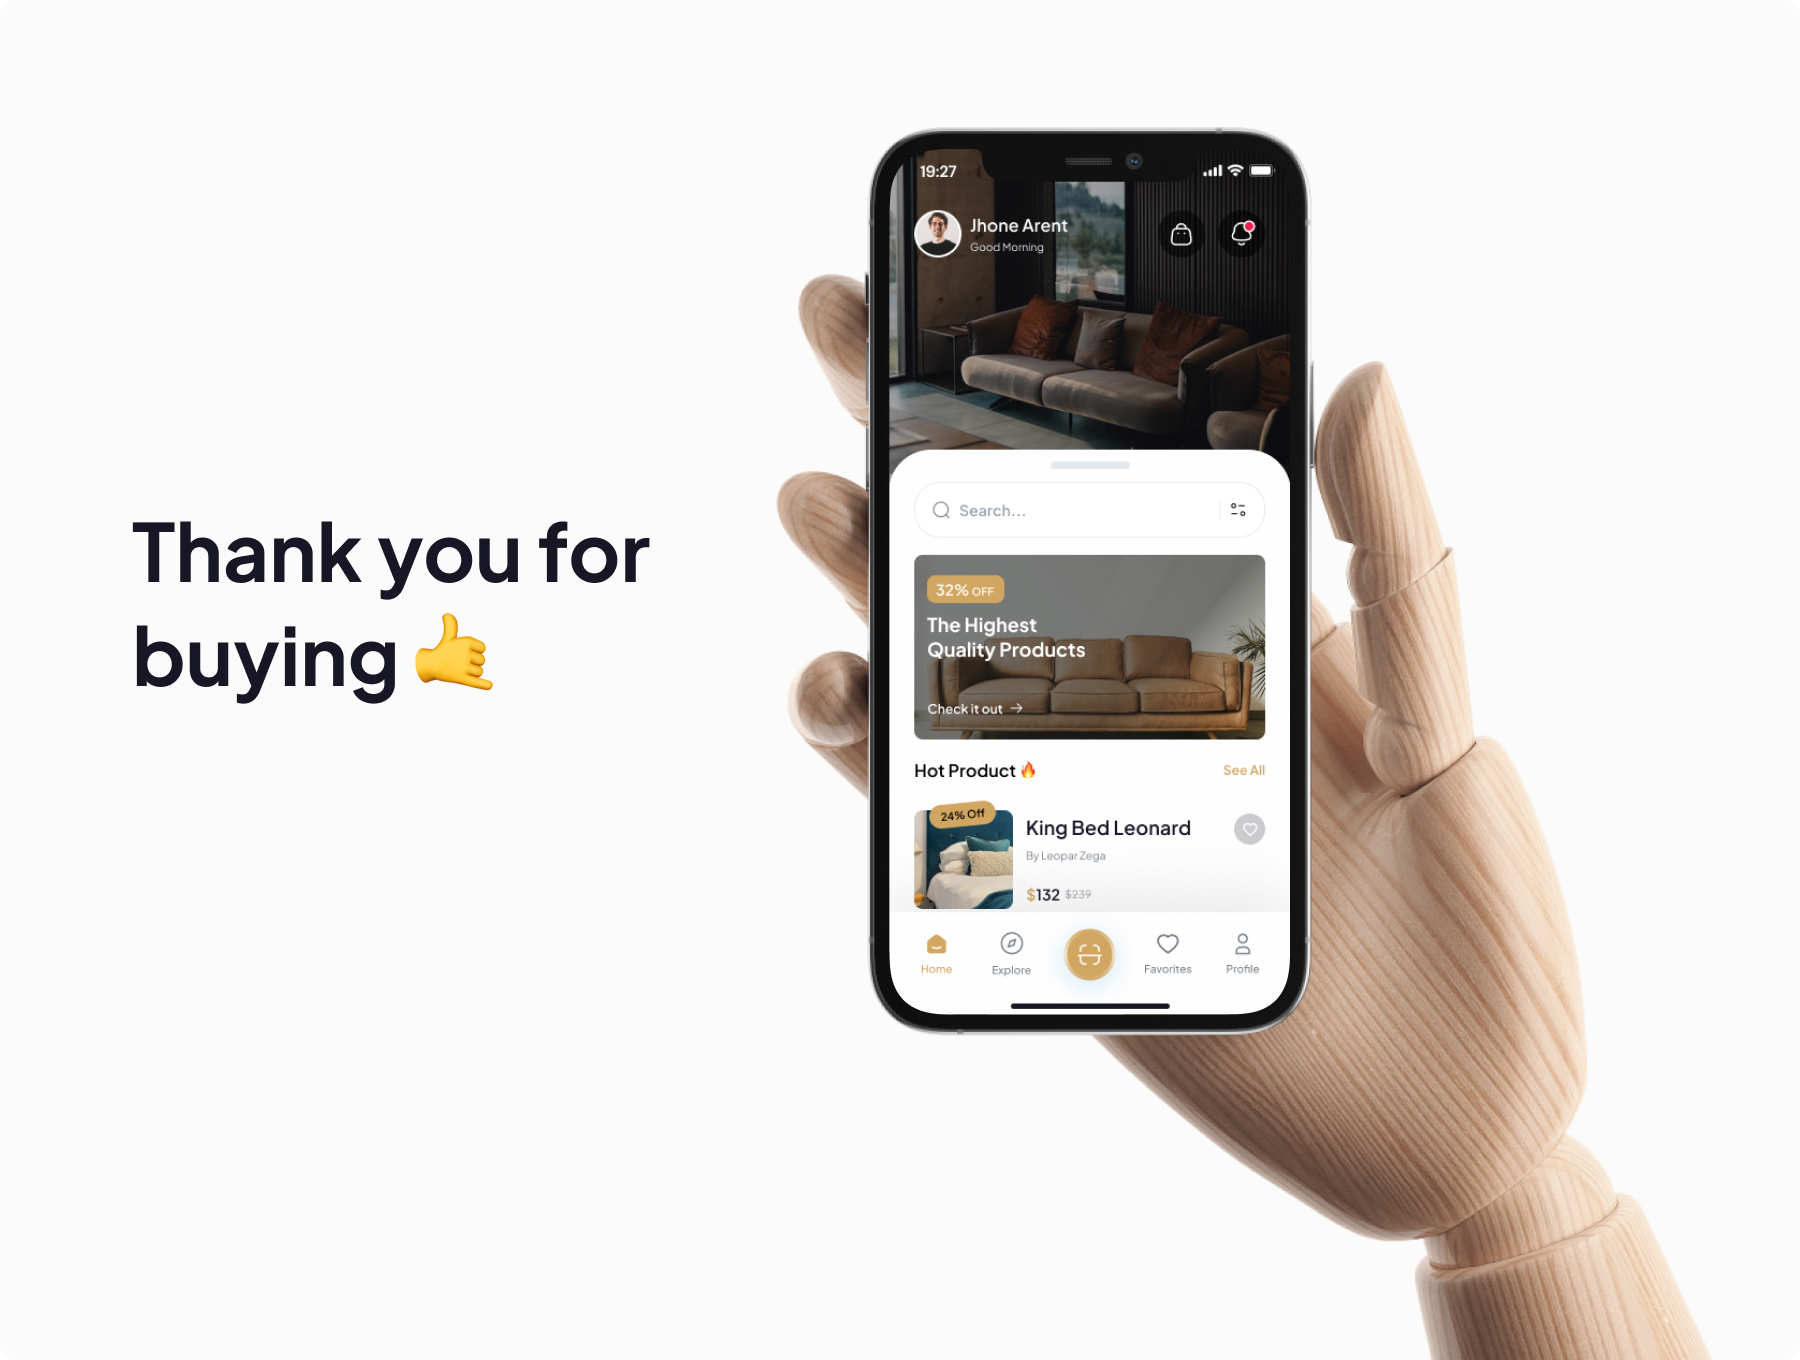 Thank you for
buying 🤙
19:27
Jhone Arent
Good Morning
Search...
32% OFF
The Highest
Quality Products
Check it out →
Hot Product 🔥
See All
24% Off
King Bed Leonard
By Leopar Zega
$132 $239
Home
Explore
Favorites
Profile